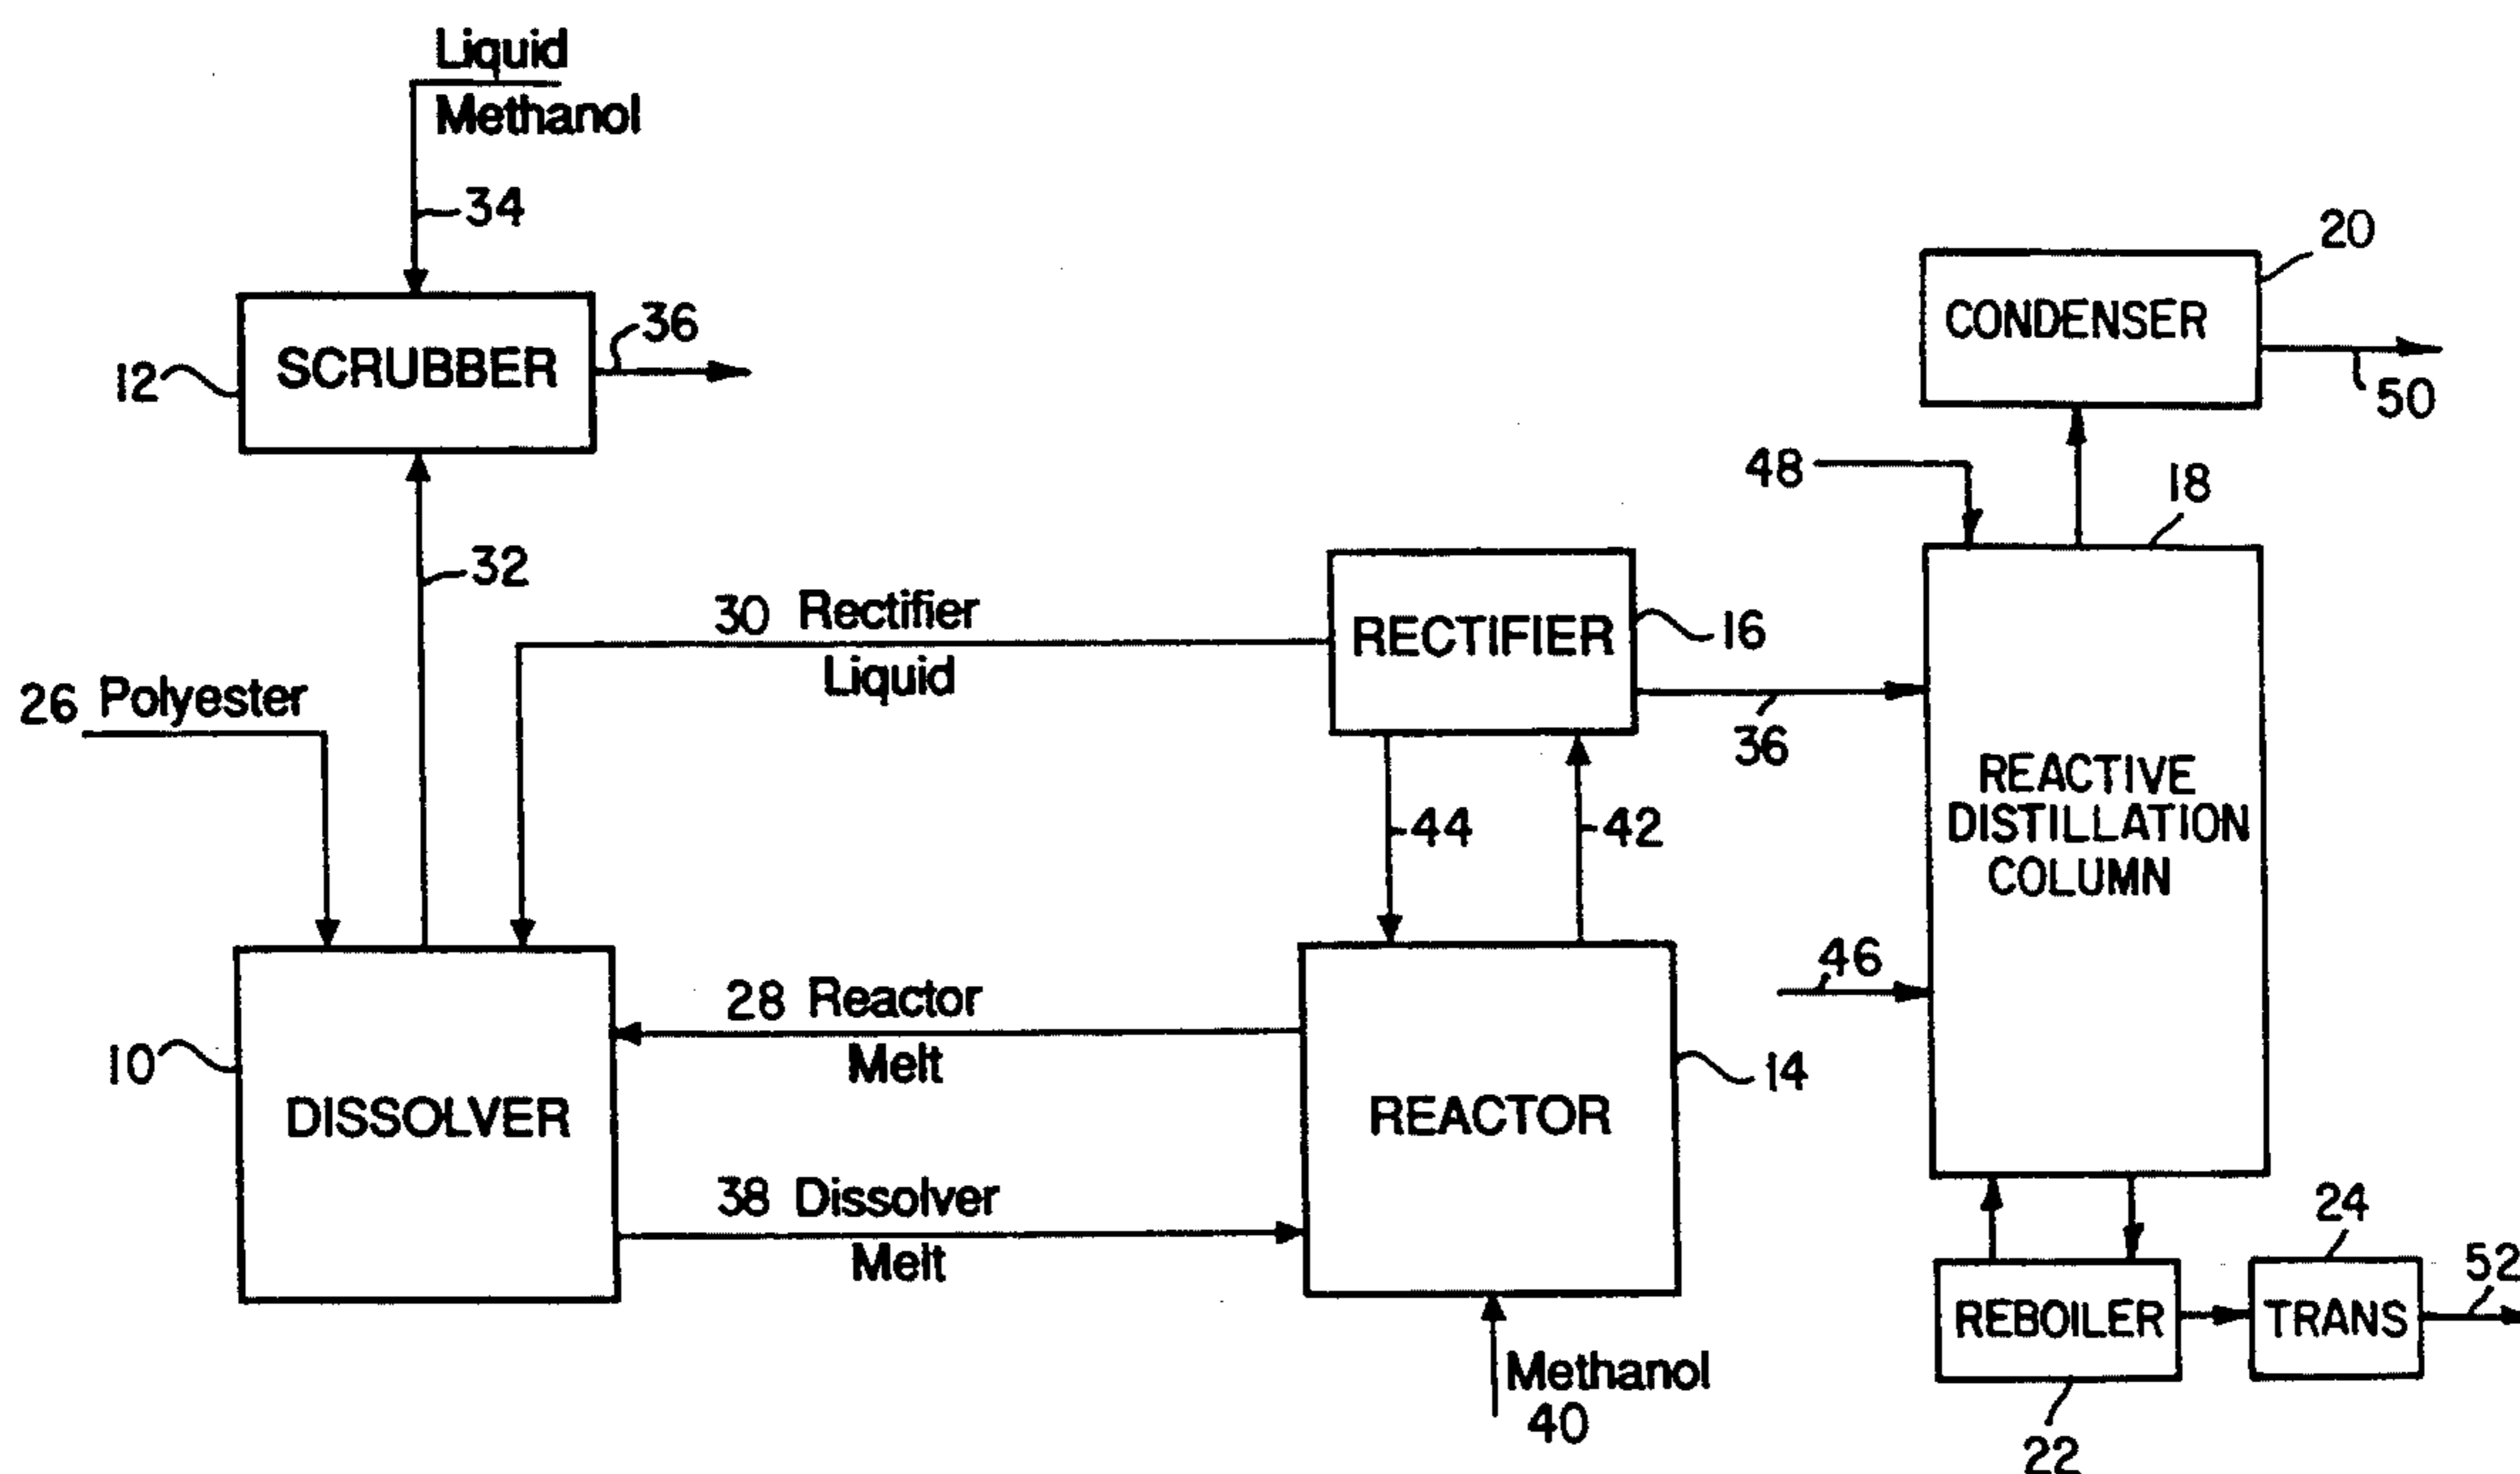 Liquid
Methanol
34
20
SCRUBBER
36
12
CONDENSER
50
48
18
32
30 Rectifier
Liquid
RECTIFIER
16
26 Polyester
36
REACTIVE
DISTILLATION
COLUMN
44
42
46
28 Reactor
Melt
10
14
DISSOLVER
REACTOR
38 Dissolver
Melt
24
52
REBOILER
TRANS
Methanol
40
22